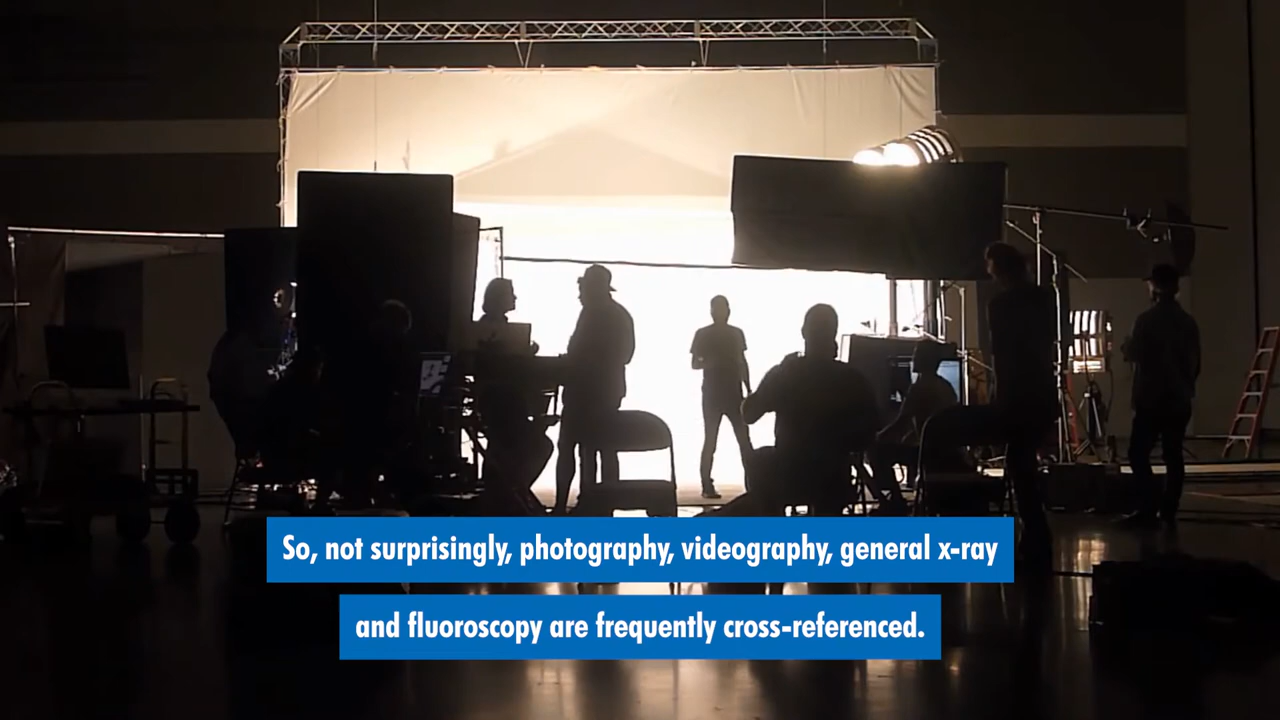 So, not surprisingly, photography, videography, general x-ray
and fluoroscopy are frequently cross-referenced.